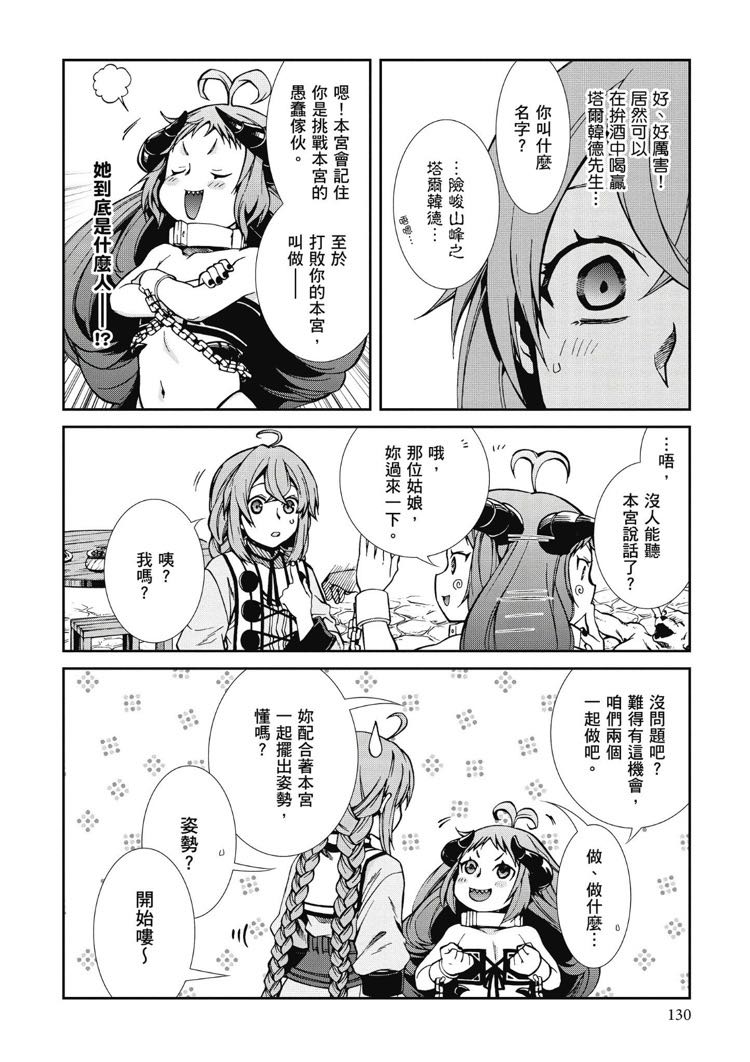 好、好厲害！
居然可以
在拚酒中喝贏
塔爾韓德先生…
你叫什麼
名字？
…險峻山峰之
塔爾韓德…
唔嗯…
嗯！本宮會記住
你是挑戰本宮的
愚蠢傢伙。
至於
打敗你的本宮，
叫做——
她到底是什麼人——!?
…唔，
沒人能聽
本宮說話了？
哦，
那位姑娘，
妳過來一下。
咦？
我嗎？
沒問題吧？
難得有這機會，
咱們兩個
一起做吧。
做、做什麼…
妳配合著本宮
一起擺出姿勢，
懂嗎？
姿勢？
開始嘍～
130